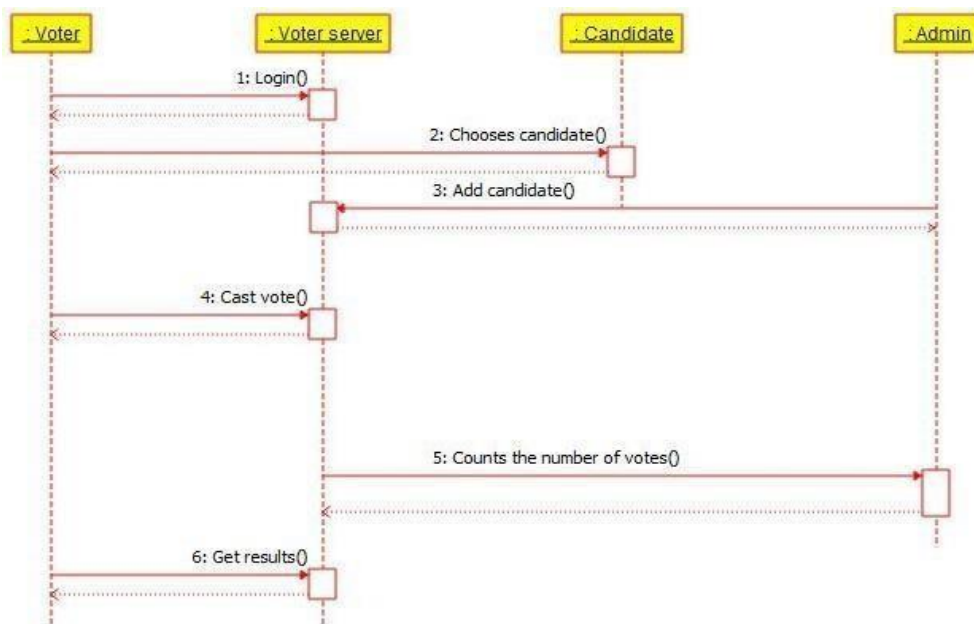 : Voter
: Voter server
: Candidate
: Admin
1: Login()
2: Chooses candidate()
3: Add candidate()
4: Cast vote()
5: Counts the number of votes()
6: Get results()